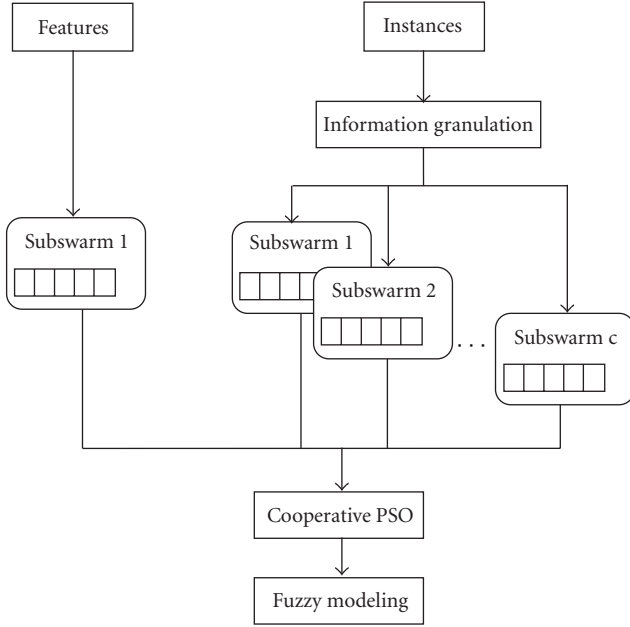 Features
Instances
Information granulation
Subswarm 1
Subswarm 1
Subswarm 2
. . .
Subswarm c
Cooperative PSO
Fuzzy modeling